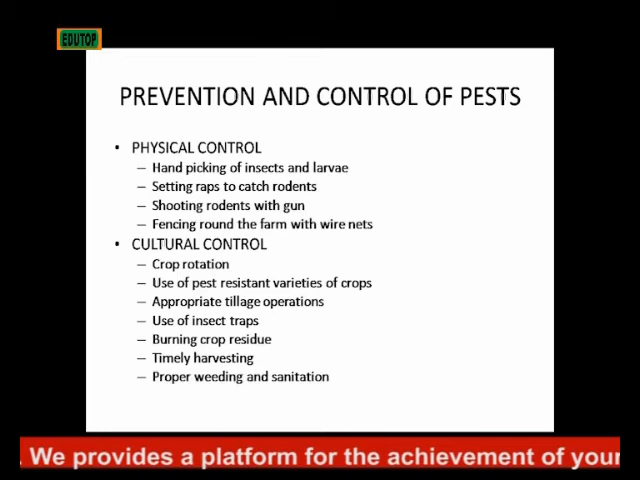 EDUTOP
PREVENTION AND CONTROL OF PESTS
• PHYSICAL CONTROL
– Hand picking of insects and larvae
– Setting raps to catch rodents
– Shooting rodents with gun
– Fencing round the farm with wire nets
• CULTURAL CONTROL
– Crop rotation
– Use of pest resistant varieties of crops
– Appropriate tillage operations
– Use of insect traps
– Burning crop residue
– Timely harvesting
– Proper weeding and sanitation
. We provides a platform for the achievement of your